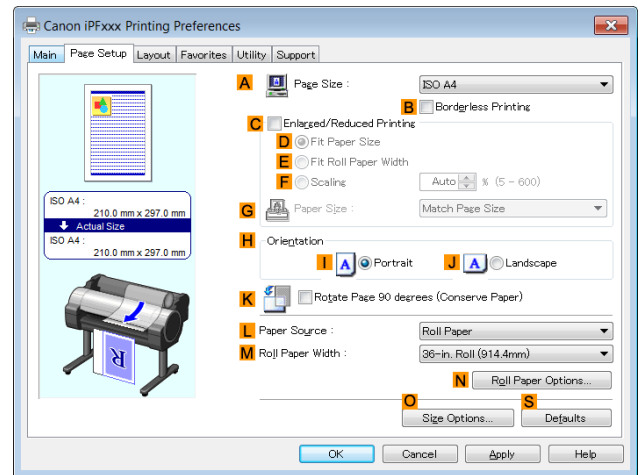 Canon iPFxxx Printing Preferences
Main Page Setup Layout Favorites Utility Support
A Page Size : ISO A4
B Borderless Printing
C Enlarged/Reduced Printing
D Fit Paper Size
E Fit Roll Paper Width
F Scaling Auto % (5 - 600)
G Paper Size : Match Page Size
ISO A4 :
210.0 mm x 297.0 mm
Actual Size
ISO A4 :
210.0 mm x 297.0 mm
H Orientation
I A Portrait J A Landscape
K Rotate Page 90 degrees (Conserve Paper)
L Paper Source : Roll Paper
M Roll Paper Width : 36-in. Roll (914.4mm)
R
N Roll Paper Options...
O S
Size Options... Defaults
OK Cancel Apply Help